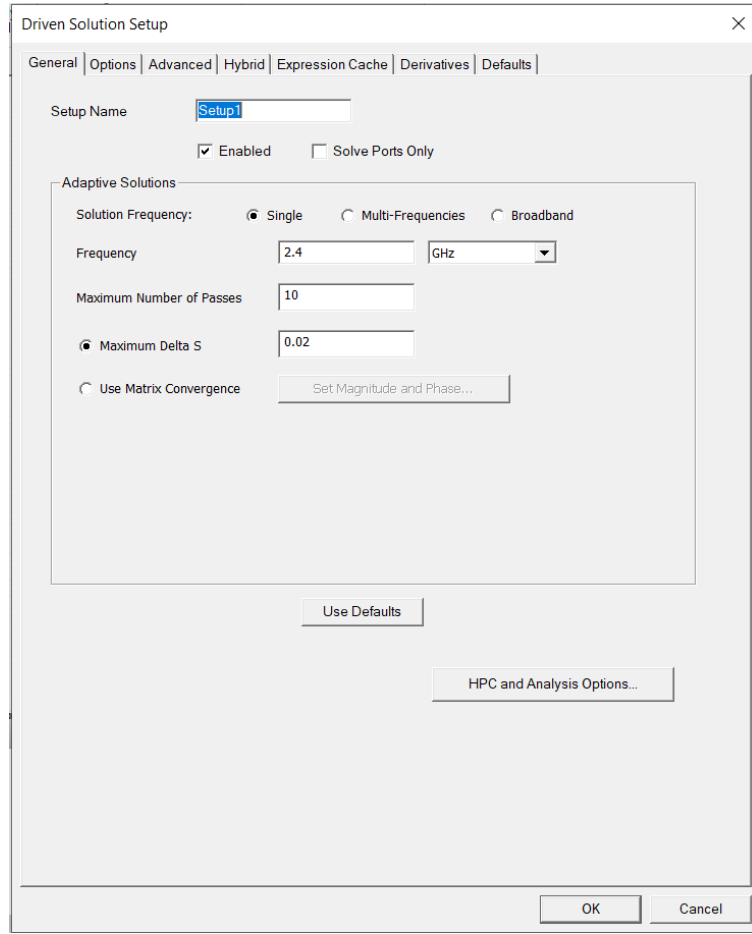 Driven Solution Setup
General Options Advanced Hybrid Expression Cache Derivatives Defaults
Setup Name Setup1
Enabled Solve Ports Only
Adaptive Solutions
Solution Frequency: Single Multi-Frequencies Broadband
Frequency 2.4 GHz
Maximum Number of Passes 10
Maximum Delta S 0.02
Use Matrix Convergence Set Magnitude and Phase...
Use Defaults
HPC and Analysis Options...
OK Cancel